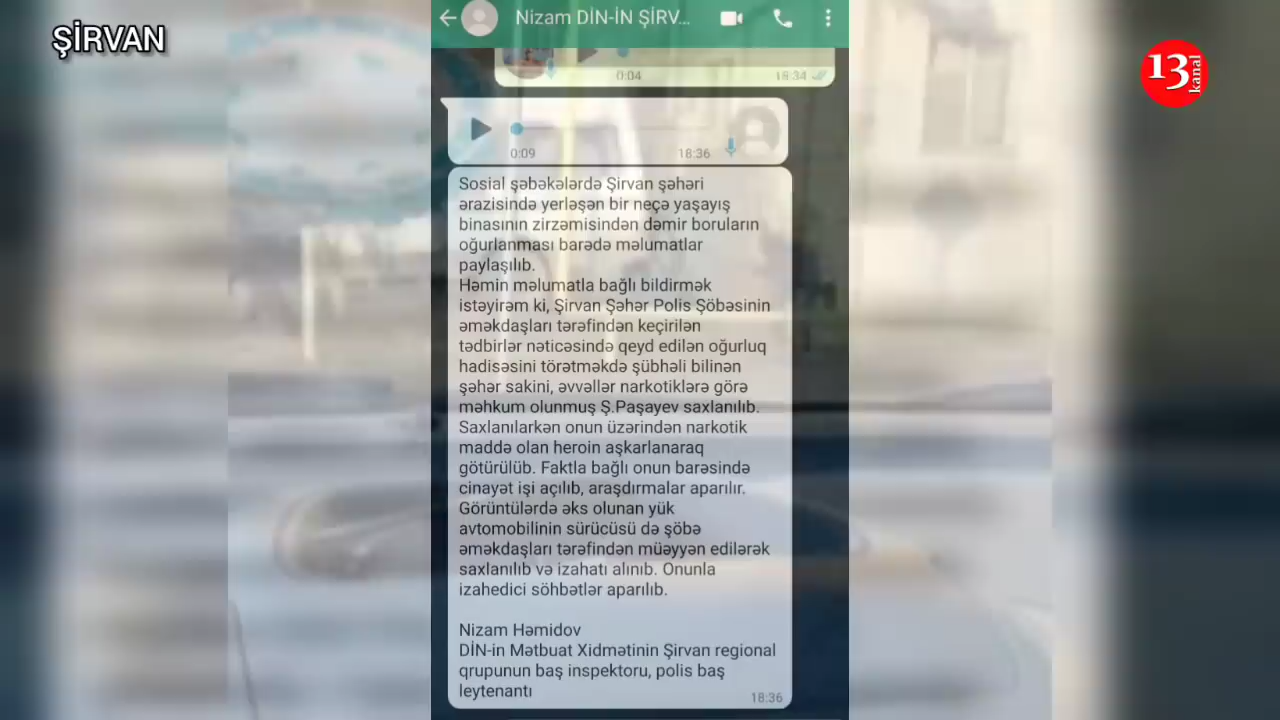 ŞİRVAN
Nizam DİN-İN ŞİRV...
13 kanal
0:04 18:34
0:09 18:36
Sosial şəbəkələrdə Şirvan şəhəri
ərazisində yerləşən bir neçə yaşayış
binasının zirzəmisindən dəmir boruların
oğurlanması barədə məlumatlar
paylaşılıb.
Həmin məlumatla bağlı bildirmək
istəyirəm ki, Şirvan Şəhər Polis Şöbəsinin
əməkdaşları tərəfindən keçirilən
tədbirlər nəticəsində qeyd edilən oğurluq
hadisəsini törətməkdə şübhəli bilinən
şəhər sakini, əvvəllər narkotiklərə görə
məhkum olunmuş Ş.Paşayev saxlanılıb.
Saxlanılarkən onun üzərindən narkotik
maddə olan heroin aşkarlanaraq
götürülüb. Faktla bağlı onun barəsində
cinayət işi açılıb, araşdırmalar aparılır.
Görüntülərdə əks olunan yük
avtomobilinin sürücüsü də şöbə
əməkdaşları tərəfindən müəyyən edilərək
saxlanılıb və izahatı alınıb. Onunla
izahedici söhbətlər aparılıb.
Nizam Həmidov
DİN-in Mətbuat Xidmətinin Şirvan regional
qrupunun baş inspektoru, polis baş
leytenantı
18:36